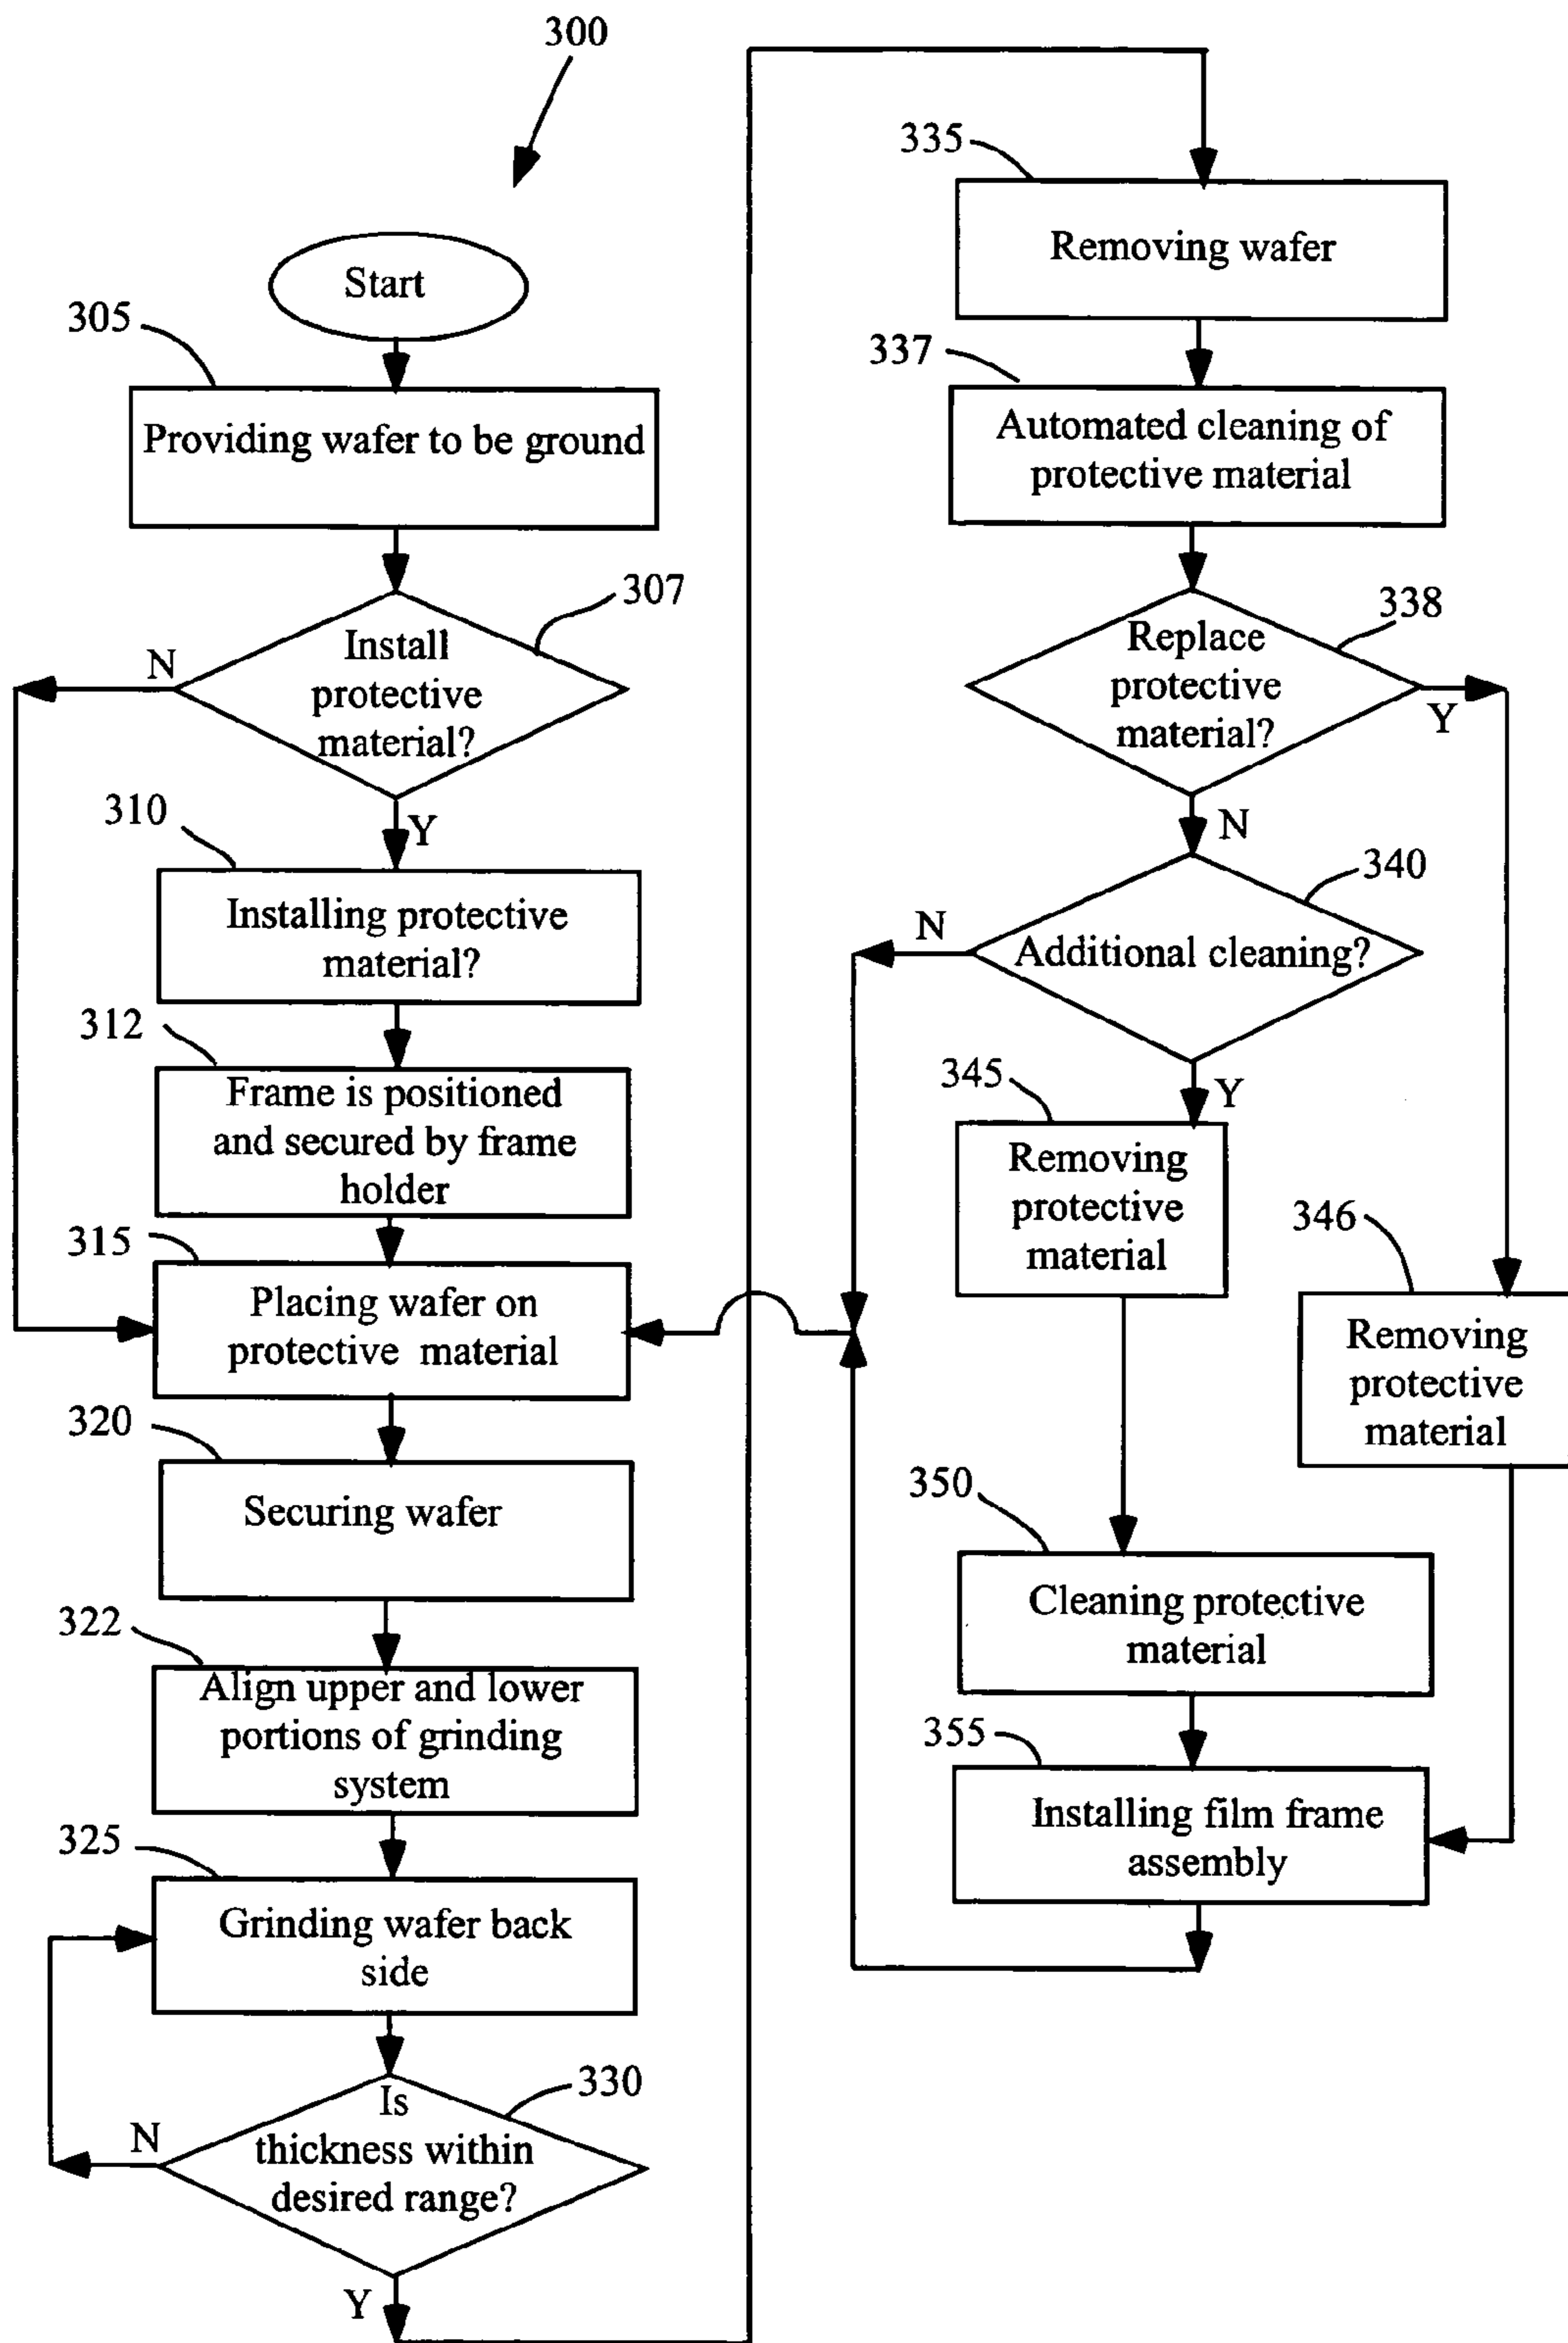 300
Start
305
Providing wafer to be ground
307
Install
protective
material?
N
Y
310
Installing protective
material?
312
Frame is positioned
and secured by frame
holder
315
Placing wafer on
protective material
320
Securing wafer
322
Align upper and lower
portions of grinding
system
325
Grinding wafer back
side
330
Is
thickness within
desired range?
N
Y
335
Removing wafer
337
Automated cleaning of
protective material
338
Replace
protective
material?
Y
N
340
Additional cleaning?
N
Y
345
Removing
protective
material
346
Removing
protective
material
350
Cleaning protective
material
355
Installing film frame
assembly